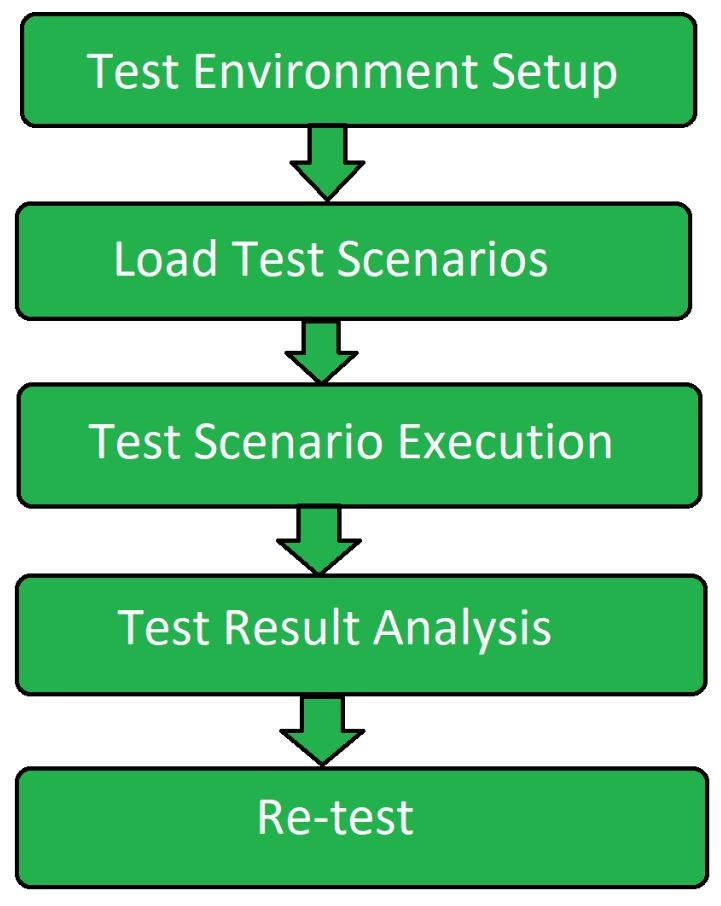 Test Environment Setup
Load Test Scenarios
Test Scenario Execution
Test Result Analysis
Re-test